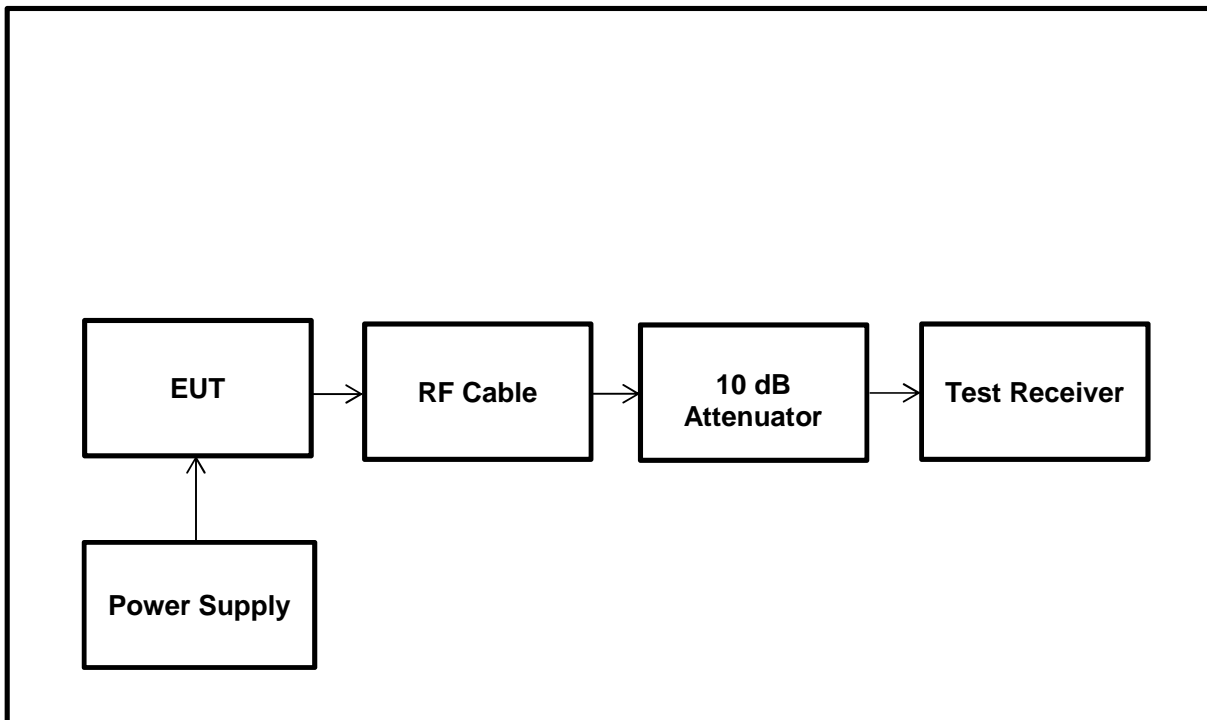 EUT
RF Cable
10 dB
Attenuator
Test Receiver
Power Supply